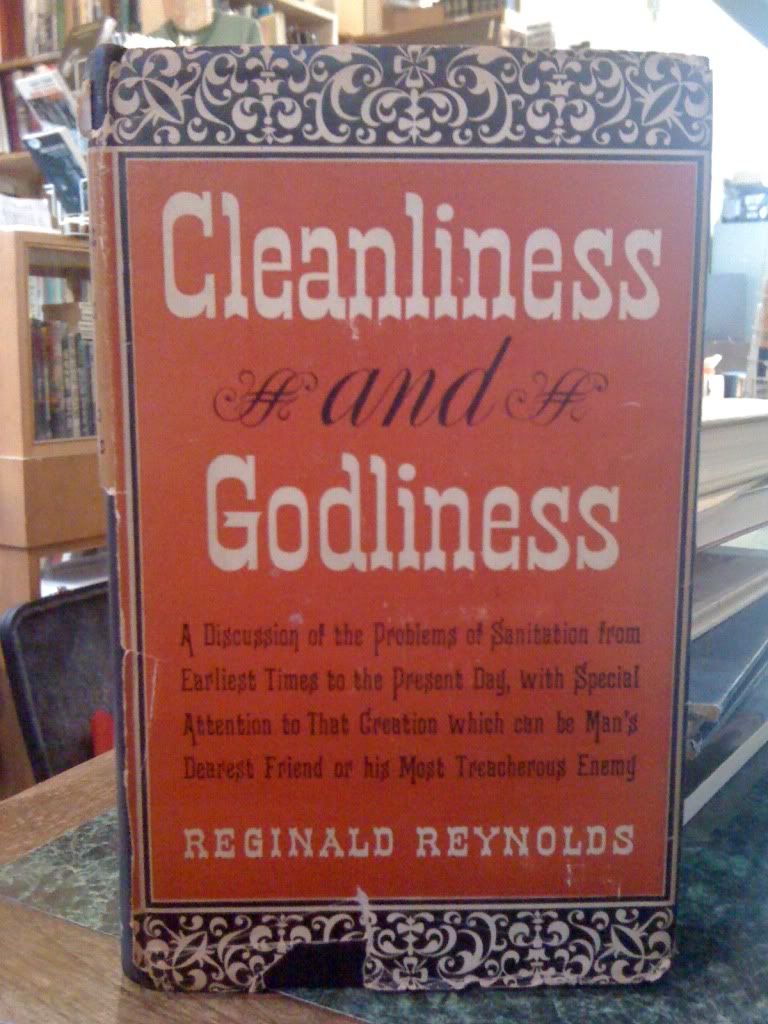 Cleanliness
and
Godliness
A Discussion of the Problems of Sanitation from
Earliest Times to the Present Day, with Special
Attention to That Creation which can be Man's
Dearest Friend or his Most Treacherous Enemy
REGINALD REYNOLDS